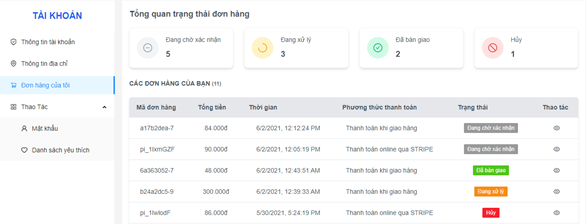 TÀI KHOẢN
Thông tin tài khoản
Thông tin địa chỉ
Đơn hàng của tôi
Thao Tác
Mật khẩu
Danh sách yêu thích
Tổng quan trạng thái đơn hàng
Đang chờ xác nhận
5
Đang xử lý
3
Đã bàn giao
2
Hủy
1
CÁC ĐƠN HÀNG CỦA BẠN (11)
Mã đơn hàng Tổng tiền Thời gian Phương thức thanh toán Trạng thái Thao tác
a17b2dea-7 84.000đ 6/2/2021, 12:12:24 PM Thanh toán khi giao hàng Đang chờ xác nhận
pi_1IxmGZF 90.000đ 6/2/2021, 12:05:19 PM Thanh toán online qua STRIPE Đang chờ xác nhận
6a363052-7 48.000đ 6/2/2021, 12:43:51 AM Thanh toán khi giao hàng Đã bàn giao
b24a2dc5-9 300.000đ 6/2/2021, 12:39:33 AM Thanh toán khi giao hàng Đang xử lý
pi_1IwlodF 86.000đ 5/30/2021, 5:24:19 PM Thanh toán online qua STRIPE Hủy